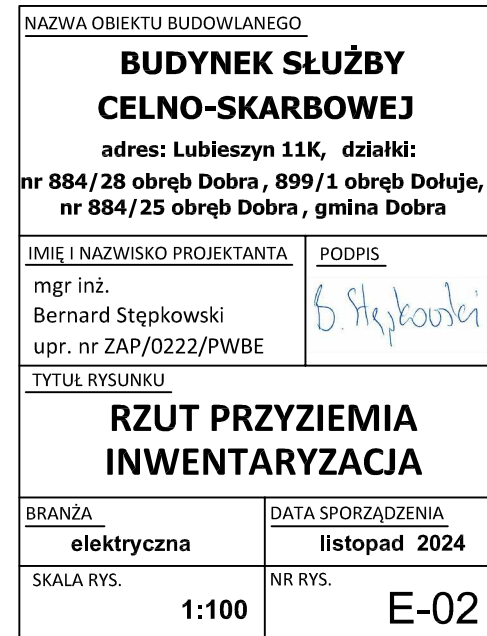 NAZWA OBIEKTU BUDOWLANEGO
BUDYNEK SŁUŻBY
CELNO-SKARBOWEJ
adres: Lubieszyn 11K, działki:
nr 884/28 obręb Dobra, 899/1 obręb Dołuje,
nr 884/25 obręb Dobra, gmina Dobra
IMIĘ I NAZWISKO PROJEKTANTA
mgr inż.
Bernard Stępkowski
upr. nr ZAP/0222/PWBE
PODPIS
B. Stępkowski
TYTUŁ RYSUNKU
RZUT PRZYZIEMIA
INWENTARYZACJA
BRANŻA
elektryczna
DATA SPORZĄDZENIA
listopad 2024
SKALA RYS.
1:100
NR RYS.
E-02